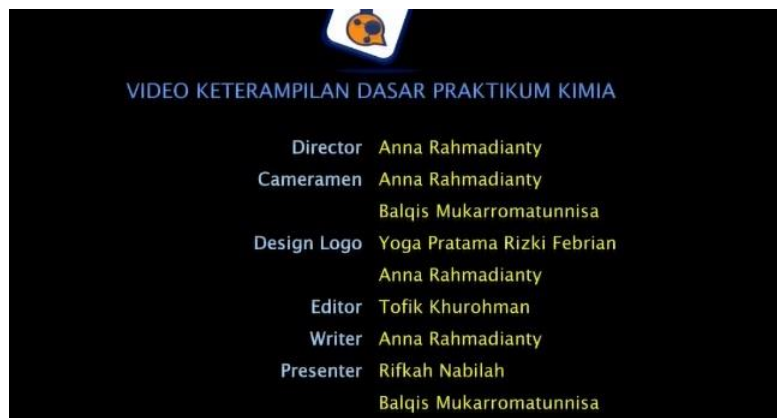 VIDEO KETERAMPILAN DASAR PRAKTIKUM KIMIA
Director Anna Rahmadianty
Cameramen Anna Rahmadianty
Balqis Mukarromatunnisa
Design Logo Yoga Pratama Rizki Febrian
Anna Rahmadianty
Editor Tofik Khurohman
Writer Anna Rahmadianty
Presenter Rifkah Nabilah
Balqis Mukarromatunnisa